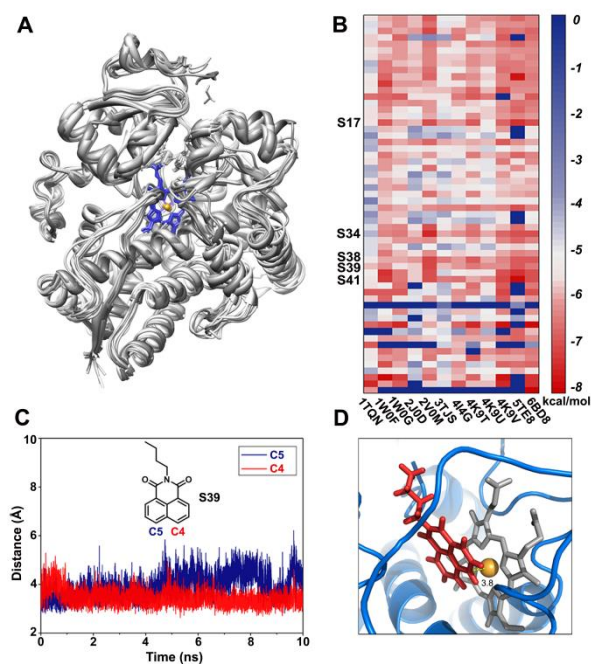 A
B
S17
S34
S38
S39
S41
0
-1
-2
-3
-4
-5
-6
-7
-8
kcal/mol
1TQN
1W0F
1W0G
2J0D
2V0M
3TJS
4I4G
4K9T
4K9U
4K9V
5TE8
6BD8
C
10
8
6
4
2
Distance (Å)
0 2 4 6 8 10
Time (ns)
C5
C4
N
O O
S39
C5 C4
D
3.8